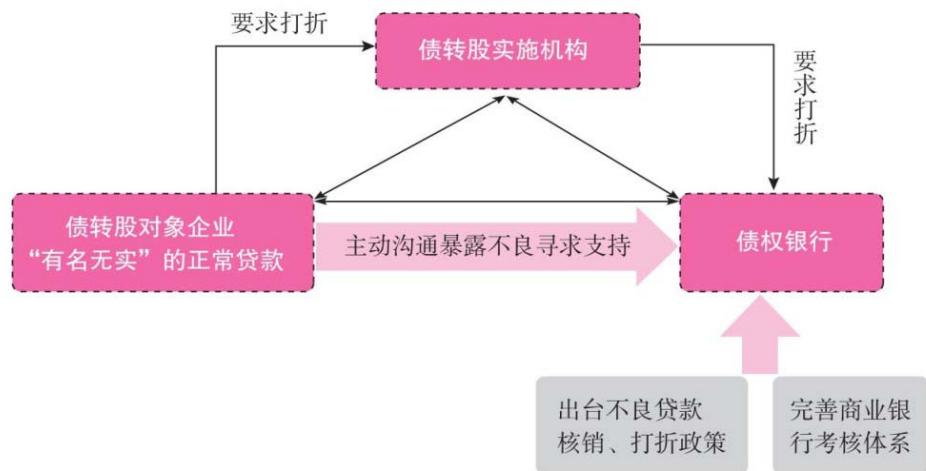 要求打折
债转股实施机构
要求打折
债转股对象企业
“有名无实”的正常贷款
主动沟通暴露不良寻求支持
债权银行
出台不良贷款
核销、打折政策
完善商业银
行考核体系